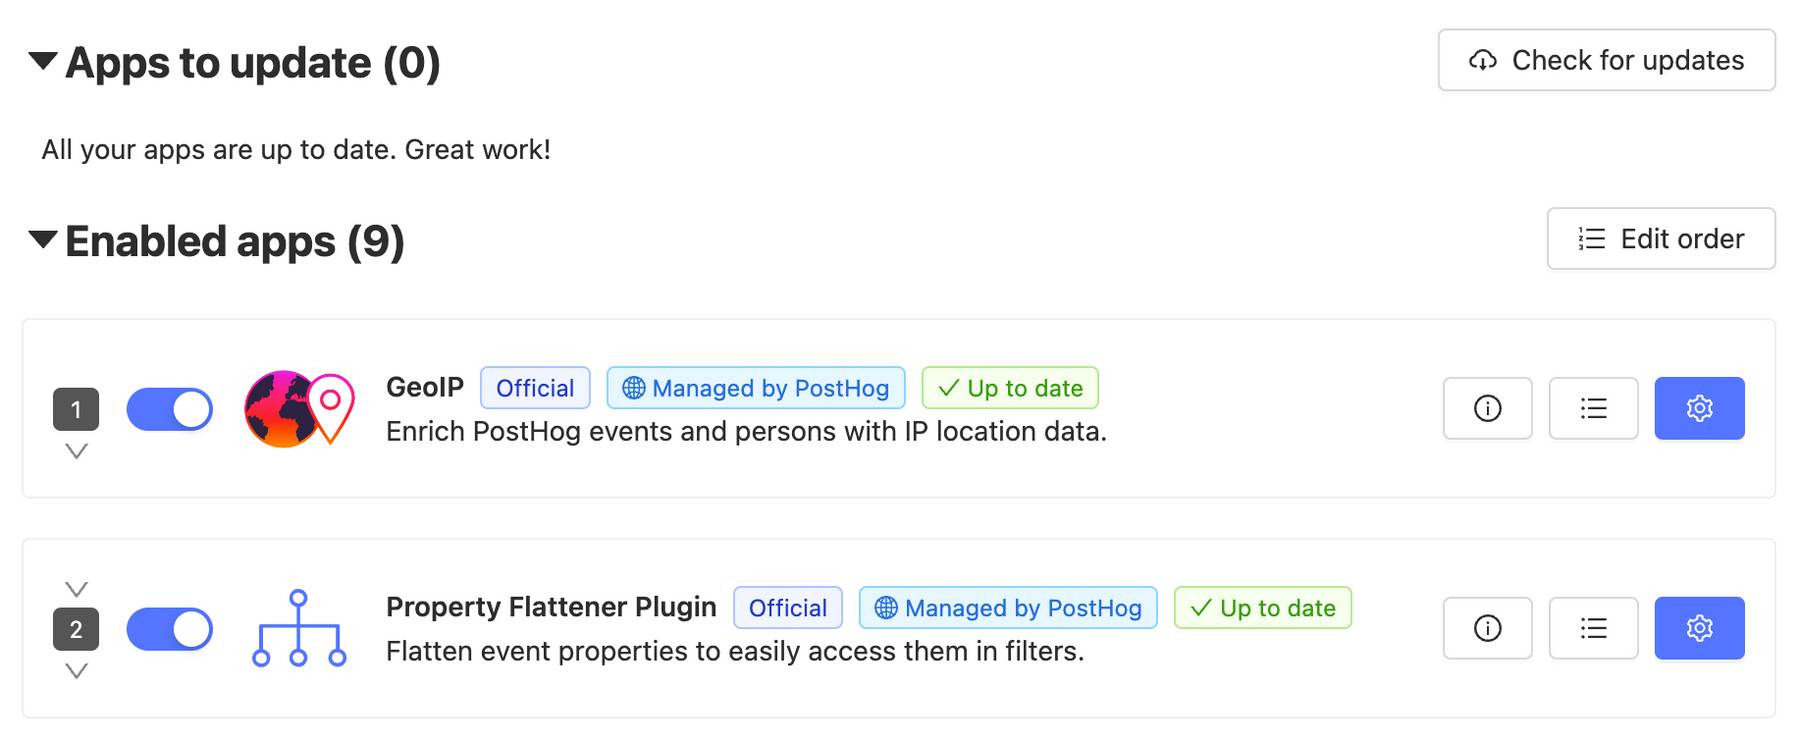 Apps to update (0)
Check for updates
All your apps are up to date. Great work!
Enabled apps (9)
Edit order
1
GeoIP Official Managed by PostHog Up to date
Enrich PostHog events and persons with IP location data.
2
Property Flattener Plugin Official Managed by PostHog Up to date
Flatten event properties to easily access them in filters.